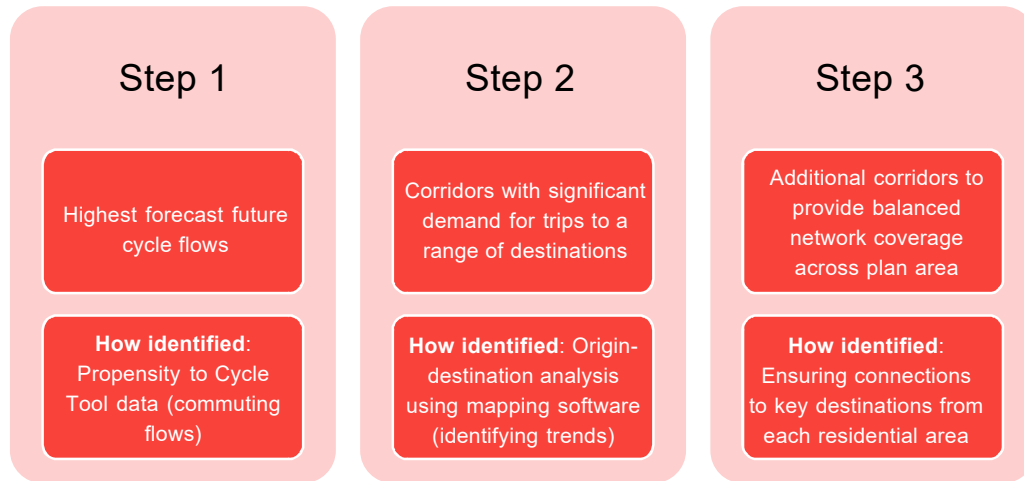 Step 1
Highest forecast future
cycle flows
How identified:
Propensity to Cycle
Tool data (commuting
flows)
Step 2
Corridors with significant
demand for trips to a
range of destinations
How identified: Origin-
destination analysis
using mapping software
(identifying trends)
Step 3
Additional corridors to
provide balanced
network coverage
across plan area
How identified:
Ensuring connections
to key destinations from
each residential area